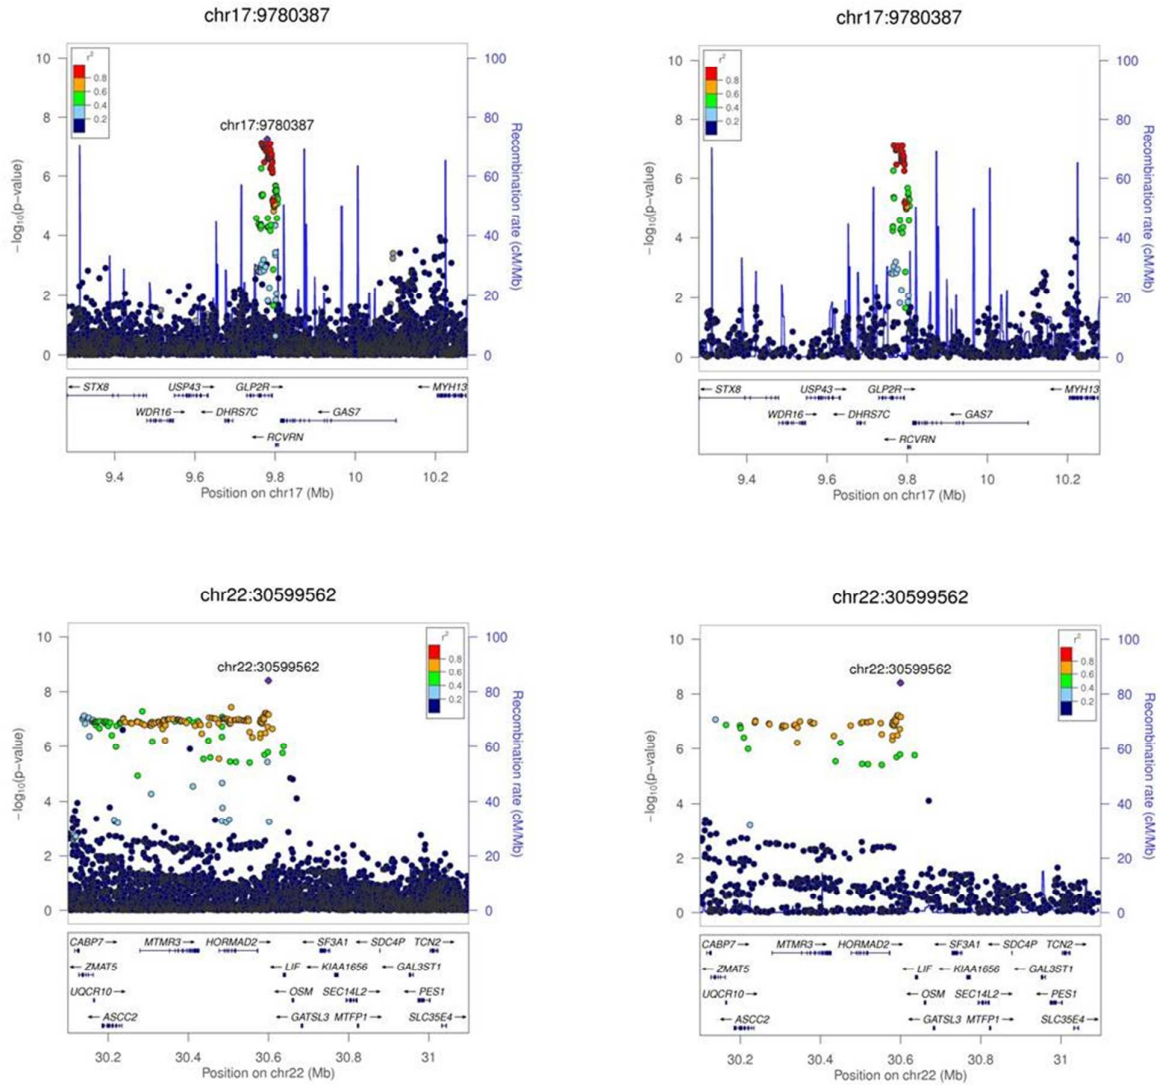 chr17:9780387
10
8
6
4
2
0
−log10(p−value)
r2
0.8
0.6
0.4
0.2
chr17:9780387
100
80
60
40
20
0
Recombination rate (cM/Mb)
STX8
USP43
GLP2R
MYH13
WDR16
DHRS7C
GAS7
RCVRN
9.4
9.6
9.8
10
10.2
Position on chr17 (Mb)
chr17:9780387
10
8
6
4
2
0
−log10(p−value)
r2
0.8
0.6
0.4
0.2
100
80
60
40
20
0
Recombination rate (cM/Mb)
STX8
USP43
GLP2R
MYH13
WDR16
DHRS7C
GAS7
RCVRN
9.4
9.6
9.8
10
10.2
Position on chr17 (Mb)
chr22:30599562
10
8
6
4
2
0
−log10(p−value)
r2
0.8
0.6
0.4
0.2
chr22:30599562
100
80
60
40
20
0
Recombination rate (cM/Mb)
CABP7
MTMR3
HORMAD2
SF3A1
SDC4P
TCN2
ZMAT5
LIF
KIAA1656
GAL3ST1
UQCR10
OSM
SEC14L2
PES1
ASCC2
GATSL3
MTFP1
SLC35E4
30.2
30.4
30.6
30.8
31
Position on chr22 (Mb)
chr22:30599562
10
8
6
4
2
0
−log10(p−value)
r2
0.8
0.6
0.4
0.2
chr22:30599562
100
80
60
40
20
0
Recombination rate (cM/Mb)
CABP7
MTMR3
HORMAD2
SF3A1
SDC4P
TCN2
ZMAT5
LIF
KIAA1656
GAL3ST1
UQCR10
OSM
SEC14L2
PES1
ASCC2
GATSL3
MTFP1
SLC35E4
30.2
30.4
30.6
30.8
31
Position on chr22 (Mb)